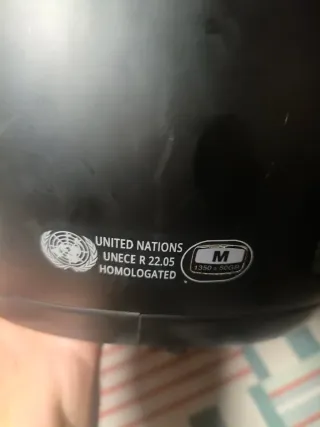 UNITED NATIONS
UNECE R 22.05
HOMOLOGATED
M